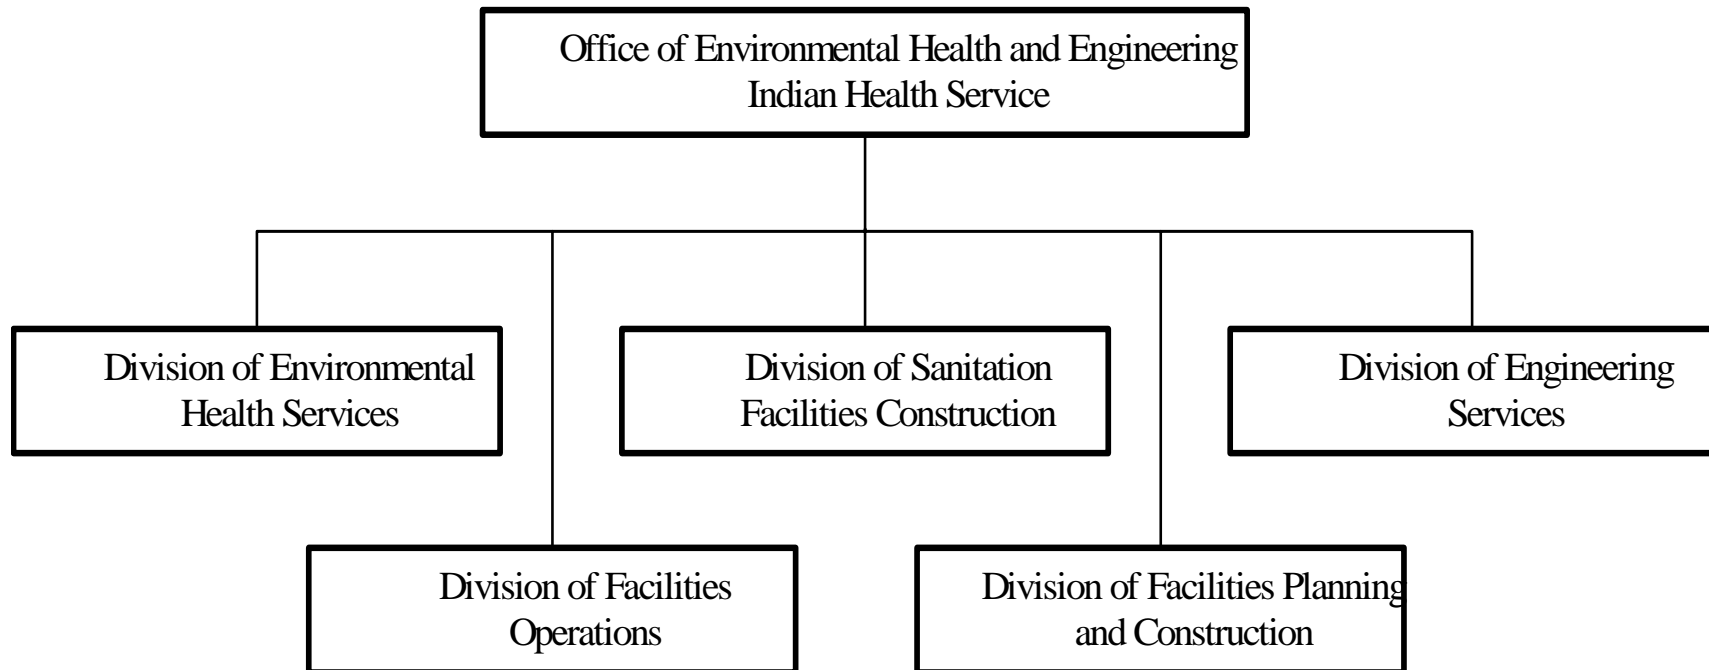 Office of Environmental Health and Engineering
Indian Health Service
Division of Environmental
Health Services
Division of Sanitation
Facilities Construction
Division of Engineering
Services
Division of Facilities
Operations
Division of Facilities Planning
and Construction